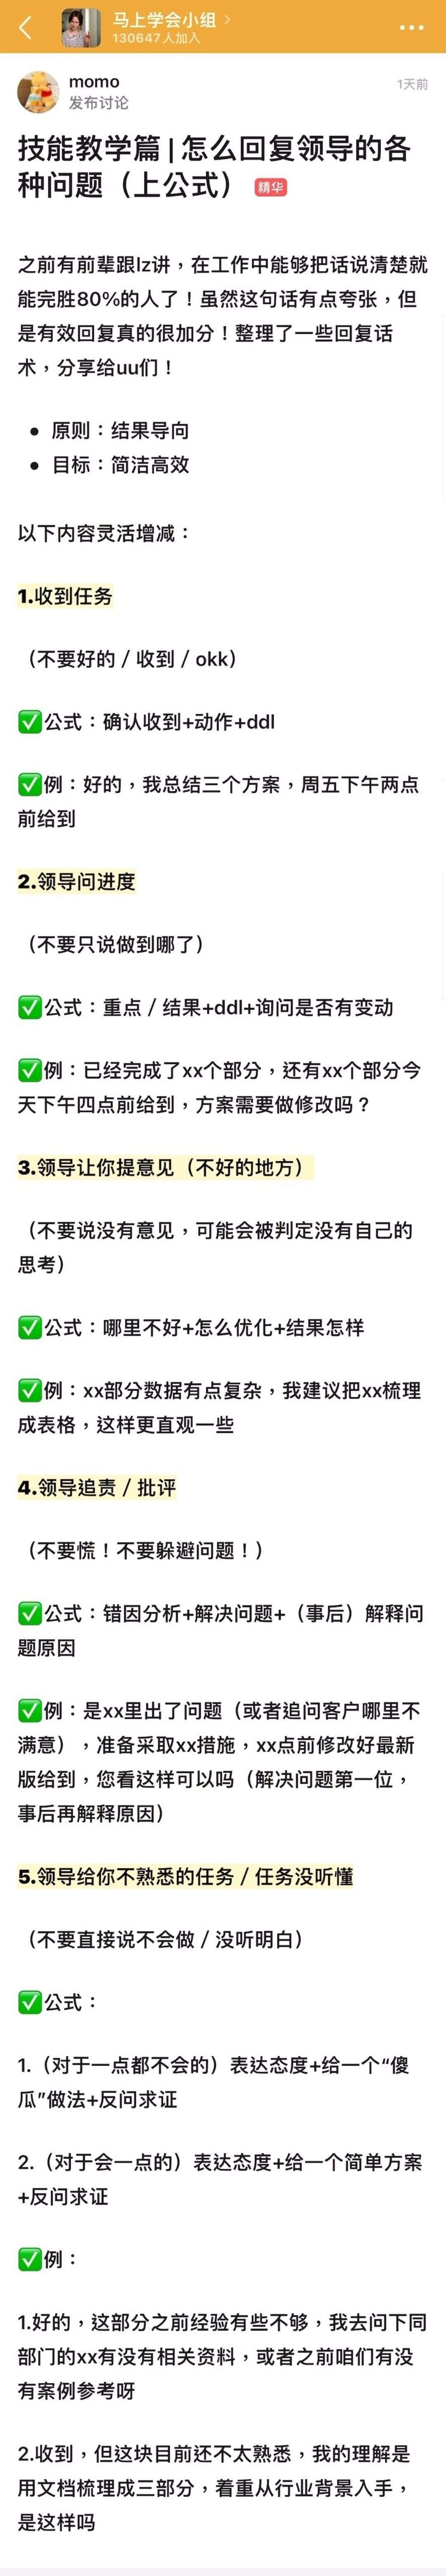 马上学会小组
130647人加入
momo
1天前
发布讨论
技能教学篇|怎么回复领导的各
种问题（上公式） 精华
之前有前辈跟lz讲，在工作中能够把话说清楚就
能完胜80%的人了！虽然这句话有点夸张，但
是有效回复真的很加分！整理了一些回复话
术，分享给uu们！
● 原则：结果导向
● 目标：简洁高效
以下内容灵活增减：
1.收到任务
（不要好的 / 收到 / okk）
✅公式：确认收到+动作+ddl
✅例：好的，我总结三个方案，周五下午两点
前给到
2.领导问进度
（不要只说做到哪了）
✅公式：重点 / 结果+ddl+询问是否有变动
✅例：已经完成了xx个部分，还有xx个部分今
天下午四点前给到，方案需要做修改吗？
3.领导让你提意见（不好的地方）
（不要说没有意见，可能会被判定没有自己的
思考）
✅公式：哪里不好+怎么优化+结果怎样
✅例：xx部分数据有点复杂，我建议把xx梳理
成表格，这样更直观一些
4.领导追责 / 批评
（不要慌！不要躲避问题！）
✅公式：错因分析+解决问题+（事后）解释问
题原因
✅例：是xx里出了问题（或者追问客户哪里不
满意），准备采取xx措施，xx点前修改好最新
版给到，您看这样可以吗（解决问题第一位，
事后再解释原因）
5.领导给你不熟悉的任务 / 任务没听懂
（不要直接说不会做 / 没听明白）
✅公式：
1.（对于一点都不会的）表达态度+给一个“傻
瓜”做法+反问求证
2.（对于会一点的）表达态度+给一个简单方案
+反问求证
✅例：
1.好的，这部分之前经验有些不够，我去问下同
部门的xx有没有相关资料，或者之前咱们有没
有案例参考呀
2.收到，但这块目前还不太熟悉，我的理解是
用文档梳理成三部分，着重从行业背景入手，
是这样吗